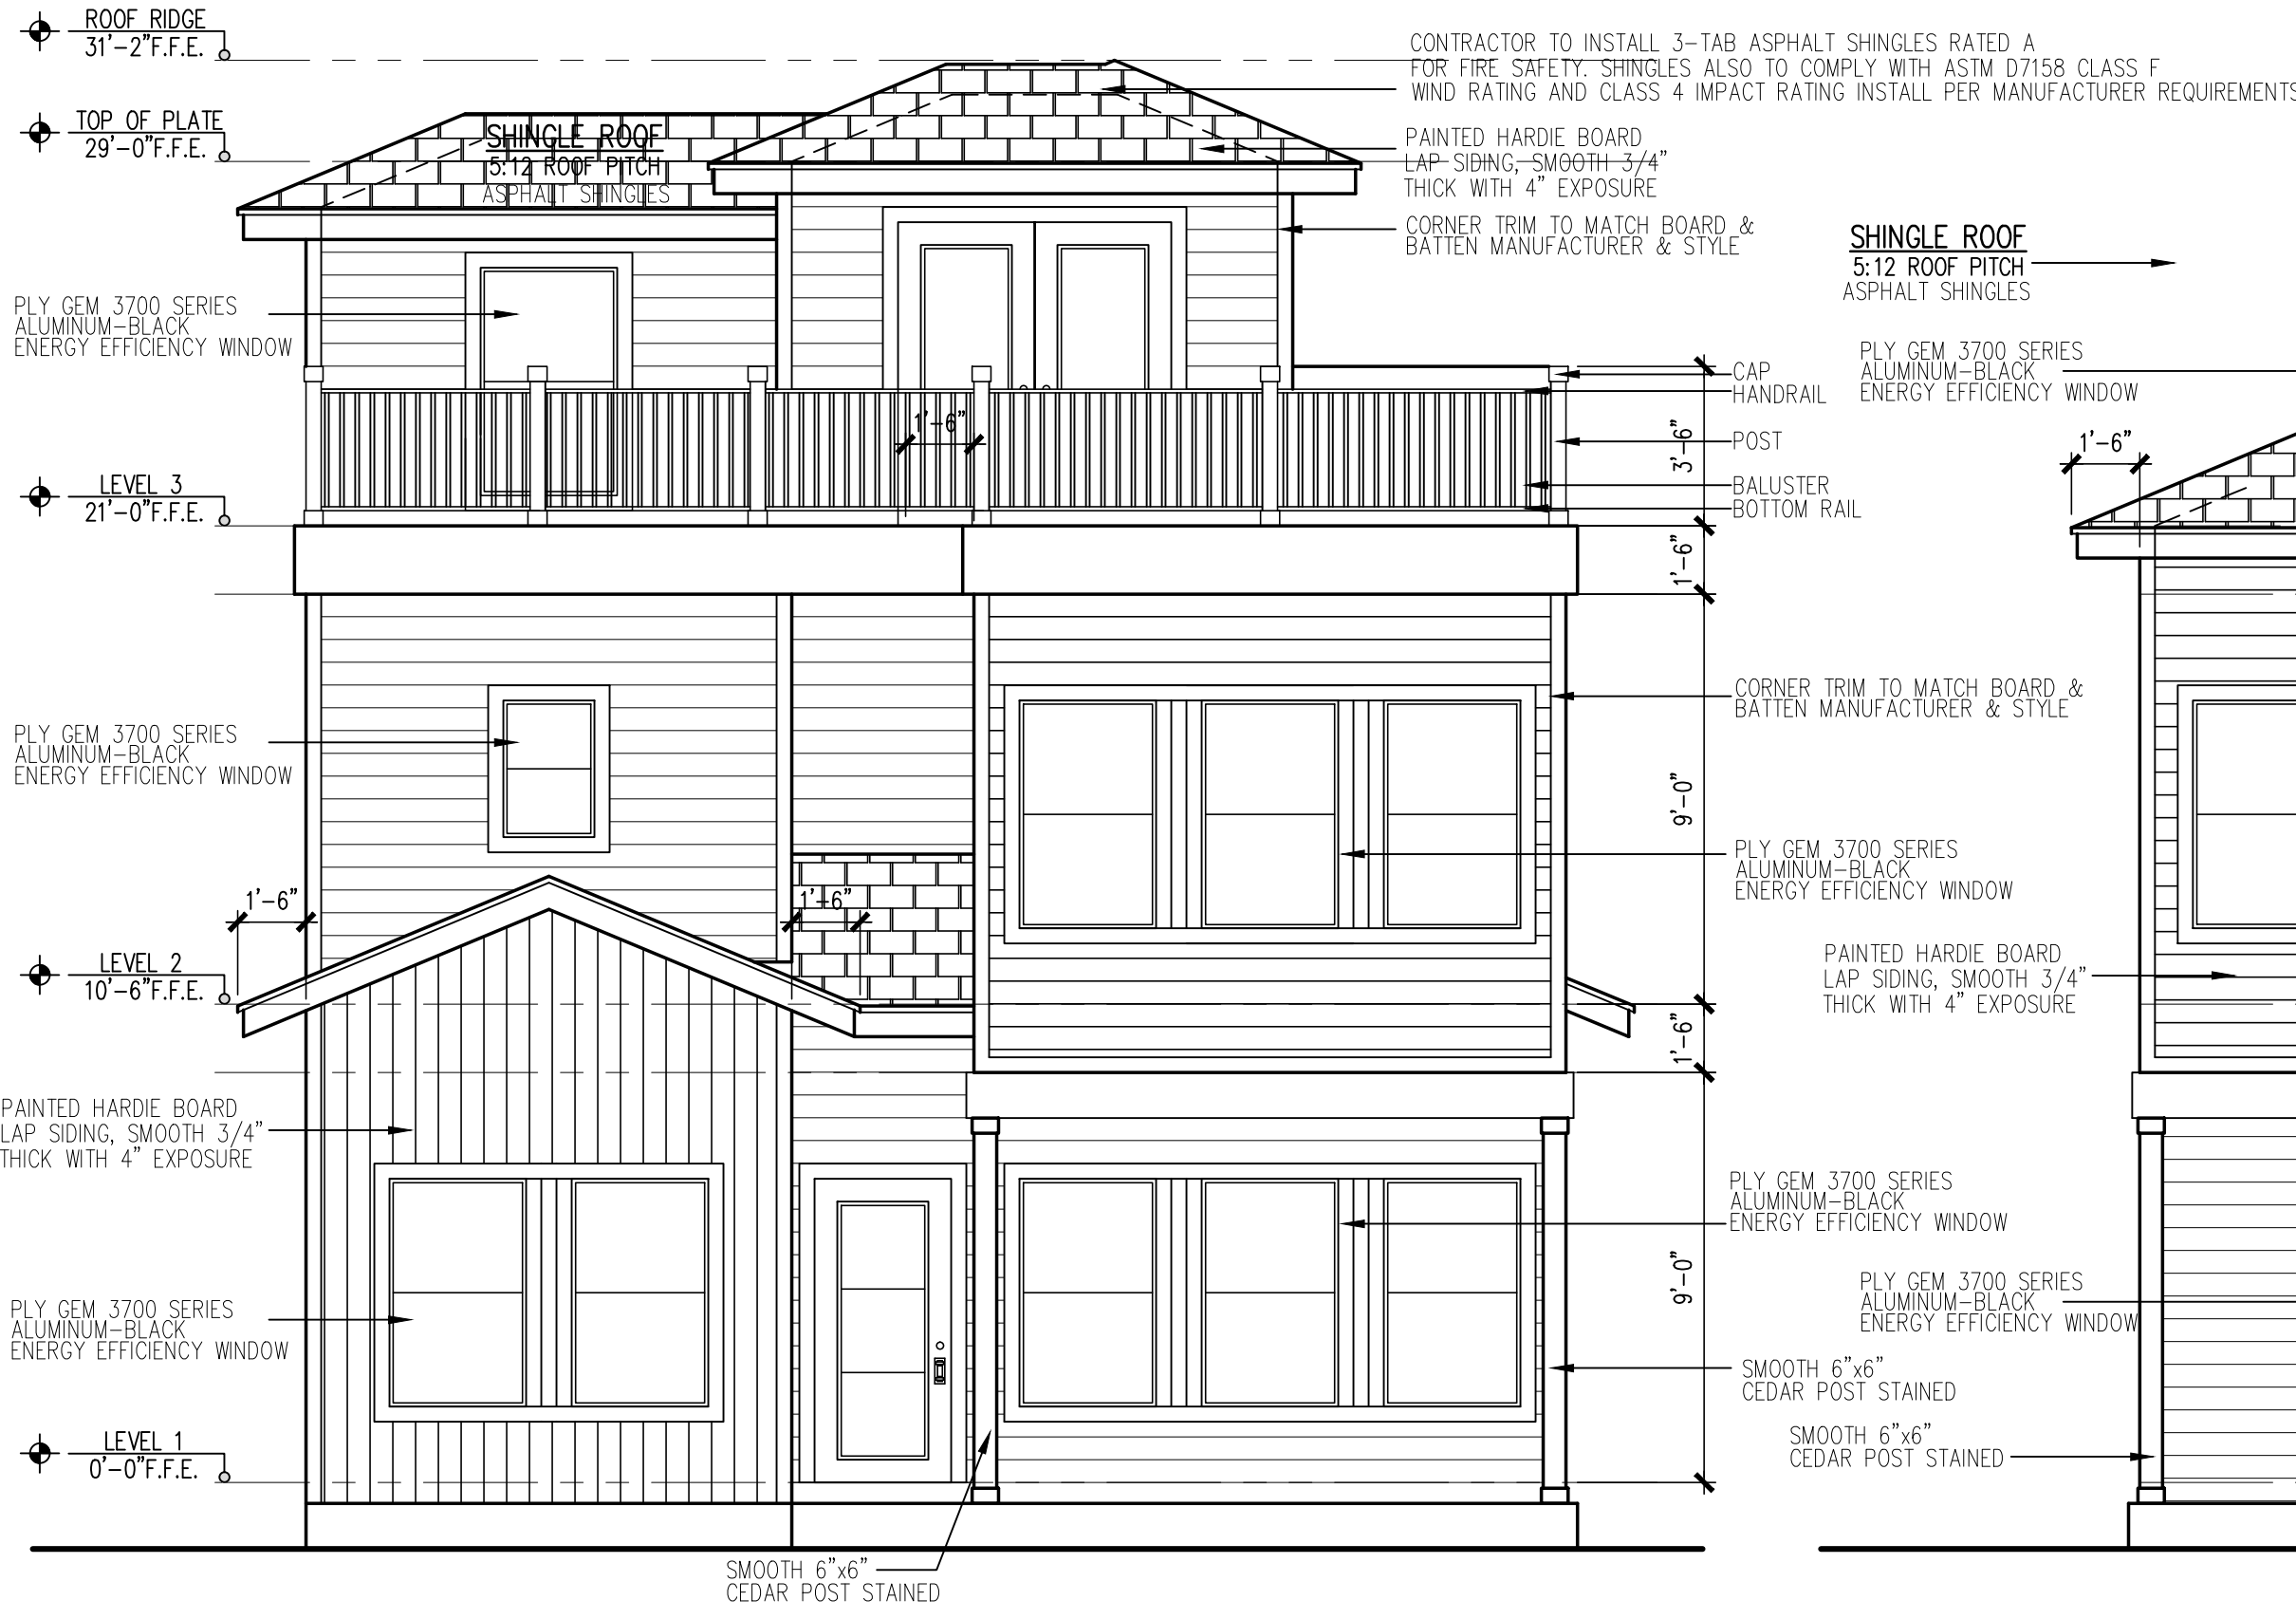 ROOF RIDGE
31'-2"F.F.E.
TOP OF PLATE
29'-0"F.F.E.
SHINGLE ROOF
5:12 ROOF PITCH
ASPHALT SHINGLES
CONTRACTOR TO INSTALL 3-TAB ASPHALT SHINGLES RATED A
FOR FIRE SAFETY. SHINGLES ALSO TO COMPLY WITH ASTM D7158 CLASS F
WIND RATING AND CLASS 4 IMPACT RATING INSTALL PER MANUFACTURER REQUIREMENTS
PAINTED HARDIE BOARD
LAP SIDING, SMOOTH 3/4"
THICK WITH 4" EXPOSURE
CORNER TRIM TO MATCH BOARD &
BATTEN MANUFACTURER & STYLE
SHINGLE ROOF
5:12 ROOF PITCH
ASPHALT SHINGLES
PLY GEM 3700 SERIES
ALUMINUM-BLACK
ENERGY EFFICIENCY WINDOW
PLY GEM 3700 SERIES
ALUMINUM-BLACK
ENERGY EFFICIENCY WINDOW
CAP
HANDRAIL
POST
BALUSTER
BOTTOM RAIL
3'-6"
1'-6"
1'-6"
LEVEL 3
21'-0"F.F.E.
1'-6"
PLY GEM 3700 SERIES
ALUMINUM-BLACK
ENERGY EFFICIENCY WINDOW
CORNER TRIM TO MATCH BOARD &
BATTEN MANUFACTURER & STYLE
9'-0"
PLY GEM 3700 SERIES
ALUMINUM-BLACK
ENERGY EFFICIENCY WINDOW
1'-6"
1'-6"
LEVEL 2
10'-6"F.F.E.
PAINTED HARDIE BOARD
LAP SIDING, SMOOTH 3/4"
THICK WITH 4" EXPOSURE
1'-6"
PAINTED HARDIE BOARD
LAP SIDING, SMOOTH 3/4"
THICK WITH 4" EXPOSURE
PLY GEM 3700 SERIES
ALUMINUM-BLACK
ENERGY EFFICIENCY WINDOW
9'-0"
PLY GEM 3700 SERIES
ALUMINUM-BLACK
ENERGY EFFICIENCY WINDOW
PLY GEM 3700 SERIES
ALUMINUM-BLACK
ENERGY EFFICIENCY WINDOW
SMOOTH 6"x6"
CEDAR POST STAINED
SMOOTH 6"x6"
CEDAR POST STAINED
LEVEL 1
0'-0"F.F.E.
SMOOTH 6"x6"
CEDAR POST STAINED